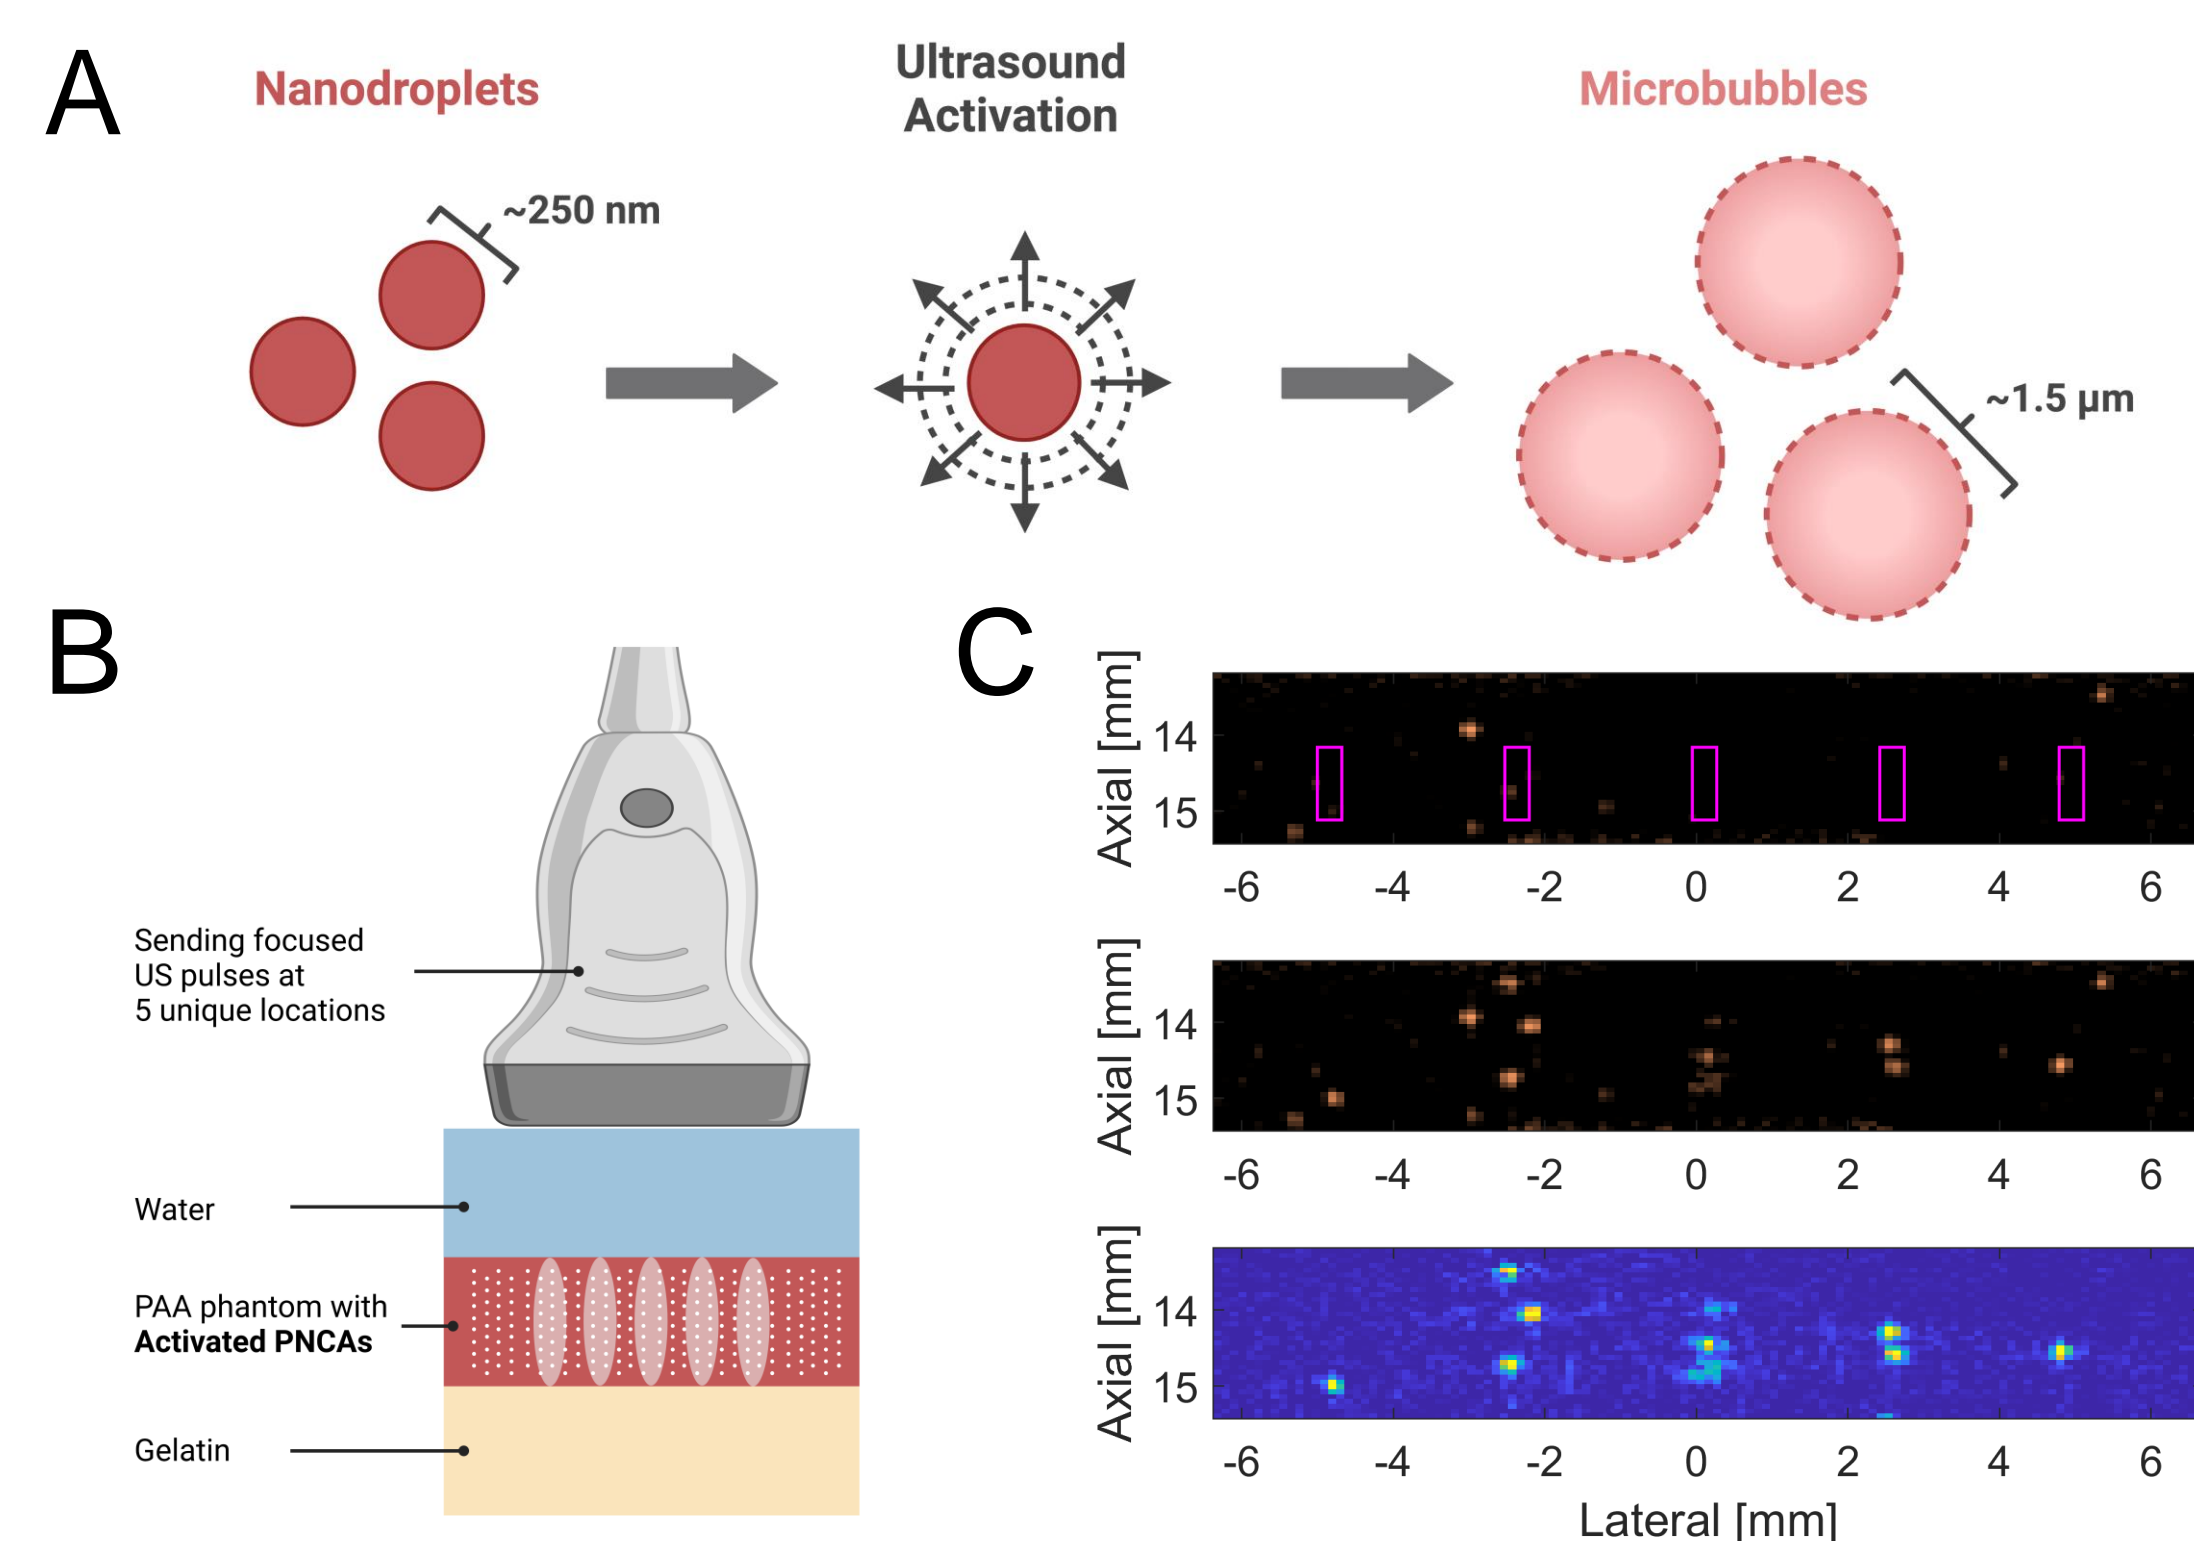 A
Nanodroplets
Ultrasound
Activation
Microbubbles
~250 nm
~1.5 µm
B
Sending focused
US pulses at
5 unique locations
Water
PAA phantom with
Activated PNCAs
Gelatin
C
Axial [mm]
14
15
-6 -4 -2 0 2 4 6
Axial [mm]
14
15
-6 -4 -2 0 2 4 6
Axial [mm]
14
15
-6 -4 -2 0 2 4 6
Lateral [mm]